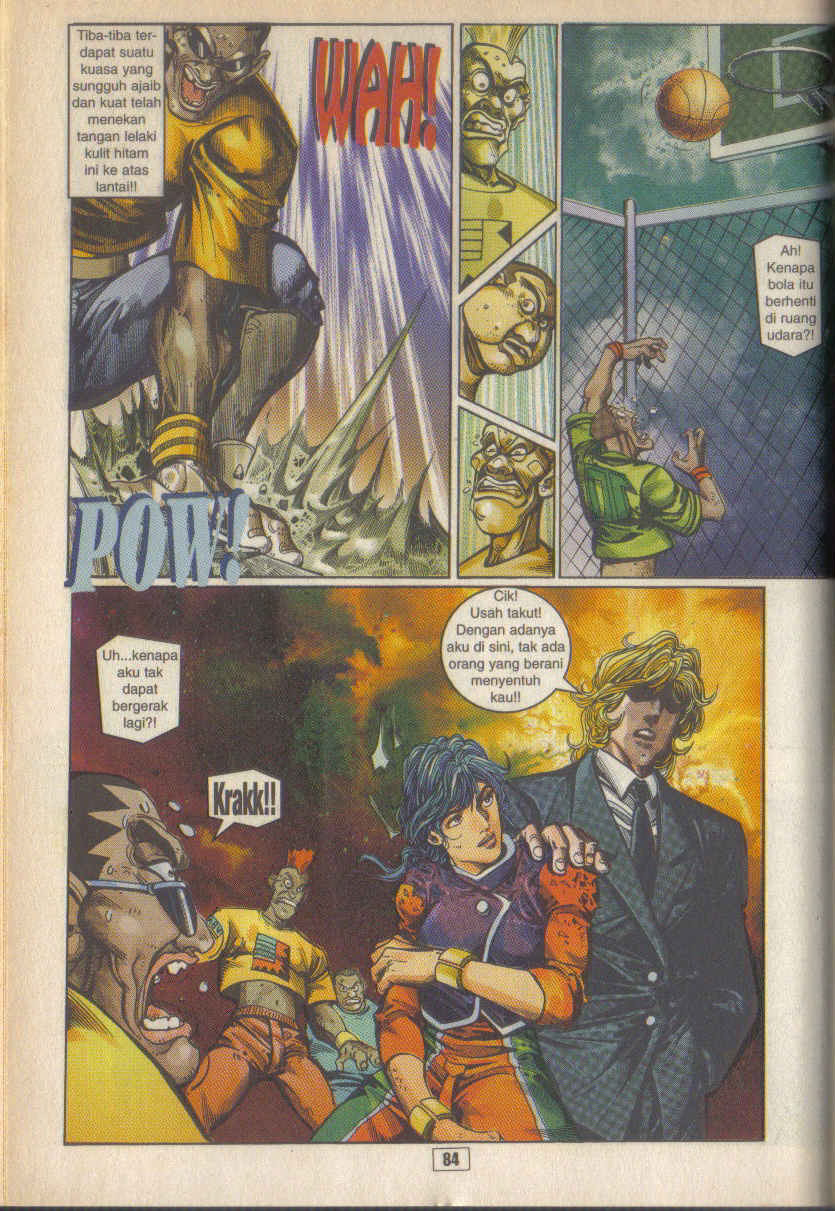 Tiba-tiba ter-
dapat suatu
kuasa yang
sungguh ajaib
dan kuat telah
menekan
tangan lelaki
kulit hitam
ini ke atas
lantai!!
WAH!
Ah!
Kenapa
bola itu
berhenti
di ruang
udara?!
POW!
Uh...kenapa
aku tak
dapat
bergerak
lagi?!
Cik!
Usah takut!
Dengan adanya
aku di sini, tak ada
orang yang berani
menyentuh
kau!!
Krakk!!
84